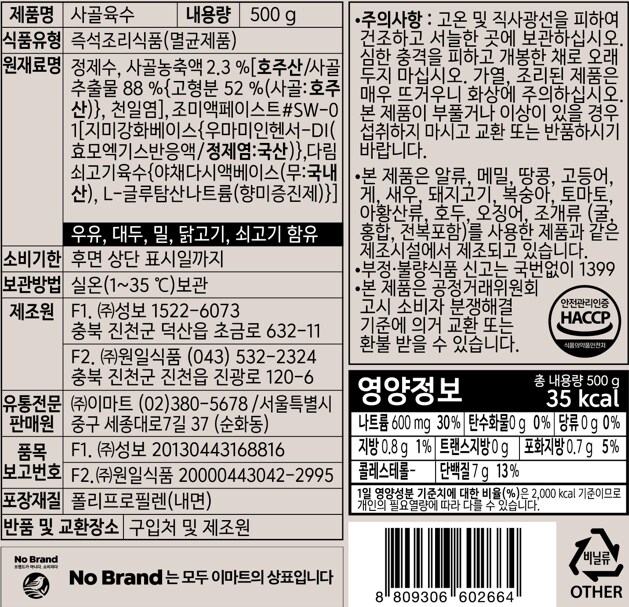 제품명 사골육수 내용량 500 g
식품유형 즉석조리식품(멸균제품)
원재료명 정제수, 사골농축액 2.3 %[호주산/사골
추출물 88 %{고형분 52 %(사골:호주
산)}, 천일염], 조미액페이스트#SW-0
1[지미강화베이스{우마미인헨서-DI(
효모엑기스반응액/정제염:국산)},다림
쇠고기육수{야채다시액베이스(무:국내
산), L-글루탐산나트륨(향미증진제)}]
우유, 대두, 밀, 닭고기, 쇠고기 함유
소비기한 후면 상단 표시일까지
보관방법 실온(1~35 ℃)보관
제조원 F1. ㈜성보 1522-6073
충북 진천군 덕산읍 초금로 632-11
F2. ㈜원일식품 (043) 532-2324
충북 진천군 진천읍 진광로 120-6
유통전문
판매원
㈜이마트 (02)380-5678 /서울특별시
중구 세종대로7길 37 (순화동)
품목
보고번호
F1. ㈜성보 20130443168816
F2.㈜원일식품 20000443042-2995
포장재질 폴리프로필렌(내면)
반품 및 교환장소 구입처 및 제조원
No Brand
브랜드가 아니다. 소비자다
No Brand 는 모두 이마트의 상표입니다
•주의사항 : 고온 및 직사광선을 피하여
건조하고 서늘한 곳에 보관하십시오.
심한 충격을 피하고 개봉한 채로 오래
두지 마십시오. 가열, 조리된 제품은
매우 뜨거우니 화상에 주의하십시오.
본 제품이 부풀거나 이상이 있을 경우
섭취하지 마시고 교환 또는 반품하시기
바랍니다.
•본 제품은 알류, 메밀, 땅콩, 고등어,
게, 새우, 돼지고기, 복숭아, 토마토,
아황산류, 호두, 오징어, 조개류 (굴,
홍합, 전복포함)를 사용한 제품과 같은
제조시설에서 제조되고 있습니다.
•부정·불량식품 신고는 국번없이 1399
•본 제품은 공정거래위원회
고시 소비자 분쟁해결
기준에 의거 교환 또는
환불 받을 수 있습니다.
안전관리인증
HACCP
식품의약품안전처
영양정보 총 내용량 500 g
35 kcal
나트륨 600 mg 30% 탄수화물 0 g 0% 당류 0 g 0%
지방 0.8 g 1% 트랜스지방 0 g 포화지방 0.7 g 5%
콜레스테롤 - 단백질 7 g 13%
1일 영양성분 기준치에 대한 비율(%)은 2,000 kcal 기준이므로
개인의 필요열량에 따라 다를 수 있습니다.
8 809306 602664
비닐류
OTHER